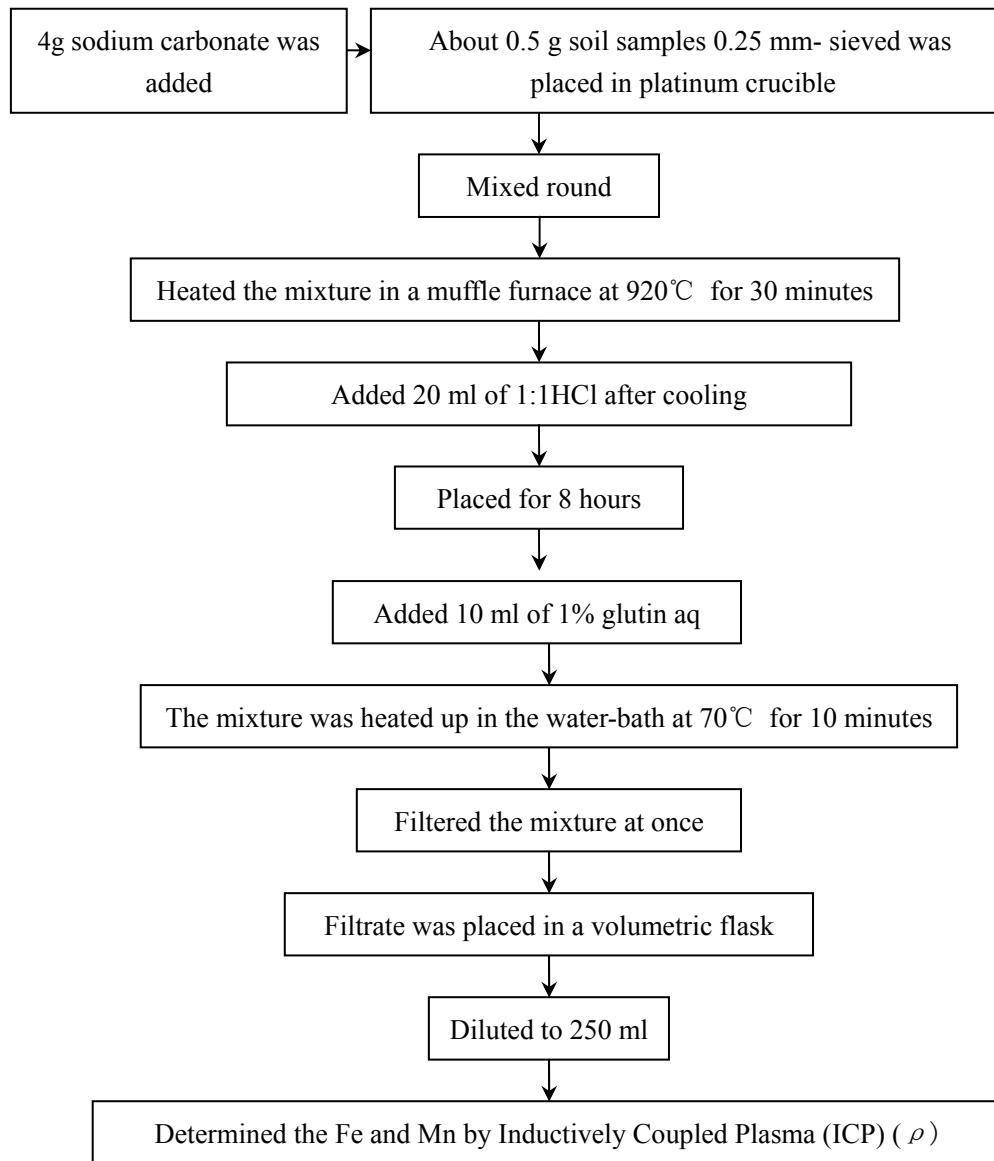 4g sodium carbonate was
added
About 0.5 g soil samples 0.25 mm- sieved was
placed in platinum crucible
Mixed round
Heated the mixture in a muffle furnace at 920℃ for 30 minutes
Added 20 ml of 1:1HCl after cooling
Placed for 8 hours
Added 10 ml of 1% glutin aq
The mixture was heated up in the water-bath at 70℃ for 10 minutes
Filtered the mixture at once
Filtrate was placed in a volumetric flask
Diluted to 250 ml
Determined the Fe and Mn by Inductively Coupled Plasma (ICP) (ρ)